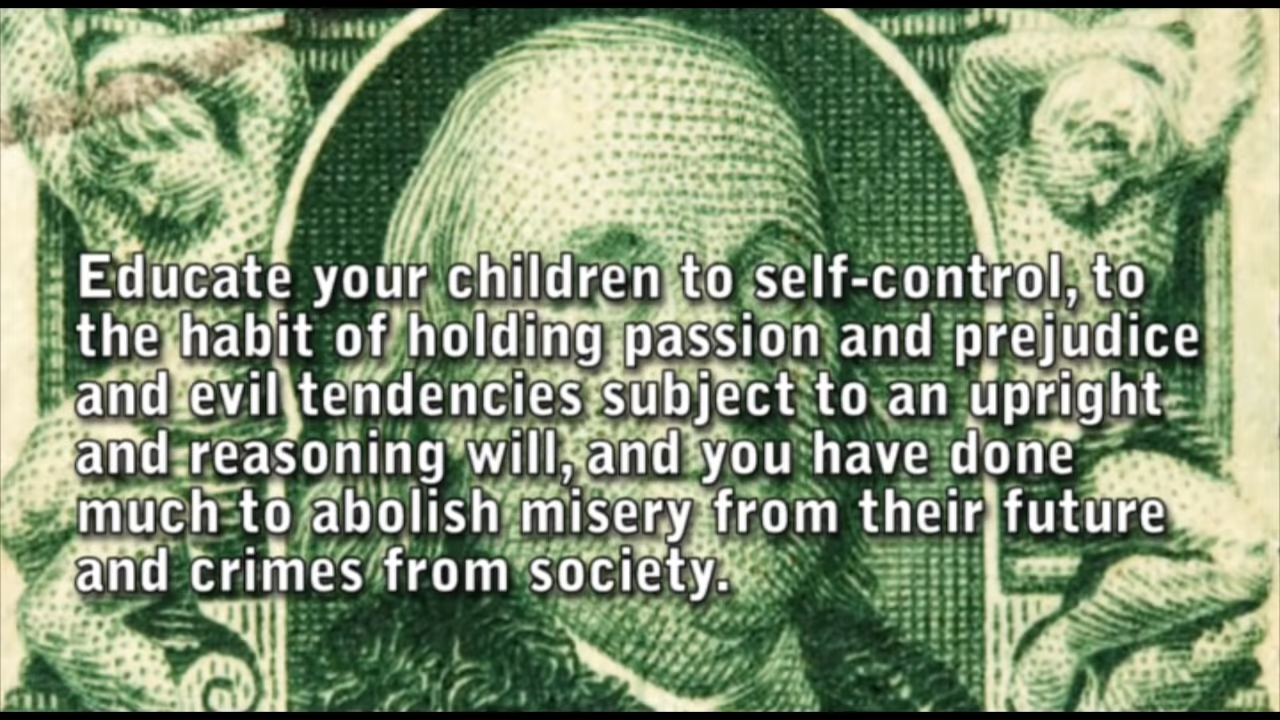 Educate your children to self-control, to
the habit of holding passion and prejudice
and evil tendencies subject to an upright
and reasoning will, and you have done
much to abolish misery from their future
and crimes from society.